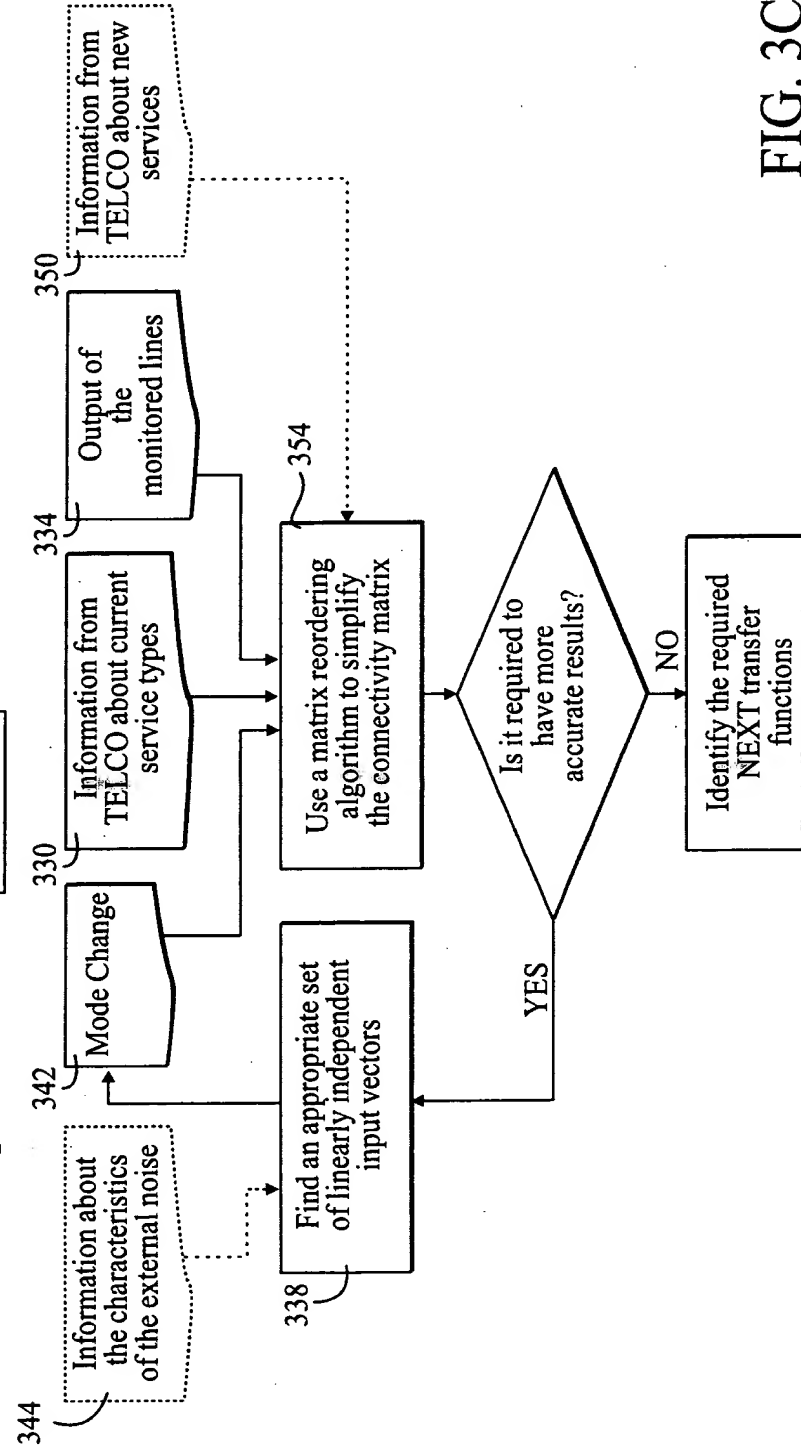 344
Information about
the characteristics
of the external noise
342
Mode Change
330
Information from
TELCO about current
service types
334
Output of
the
monitored lines
350
Information from
TELCO about new
services
338
Find an appropriate set
of linearly independent
input vectors
354
Use a matrix reordering
algorithm to simplify
the connectivity matrix
YES
Is it required to
have more
accurate results?
NO
Identify the required
NEXT transfer
functions
FIG. 3C